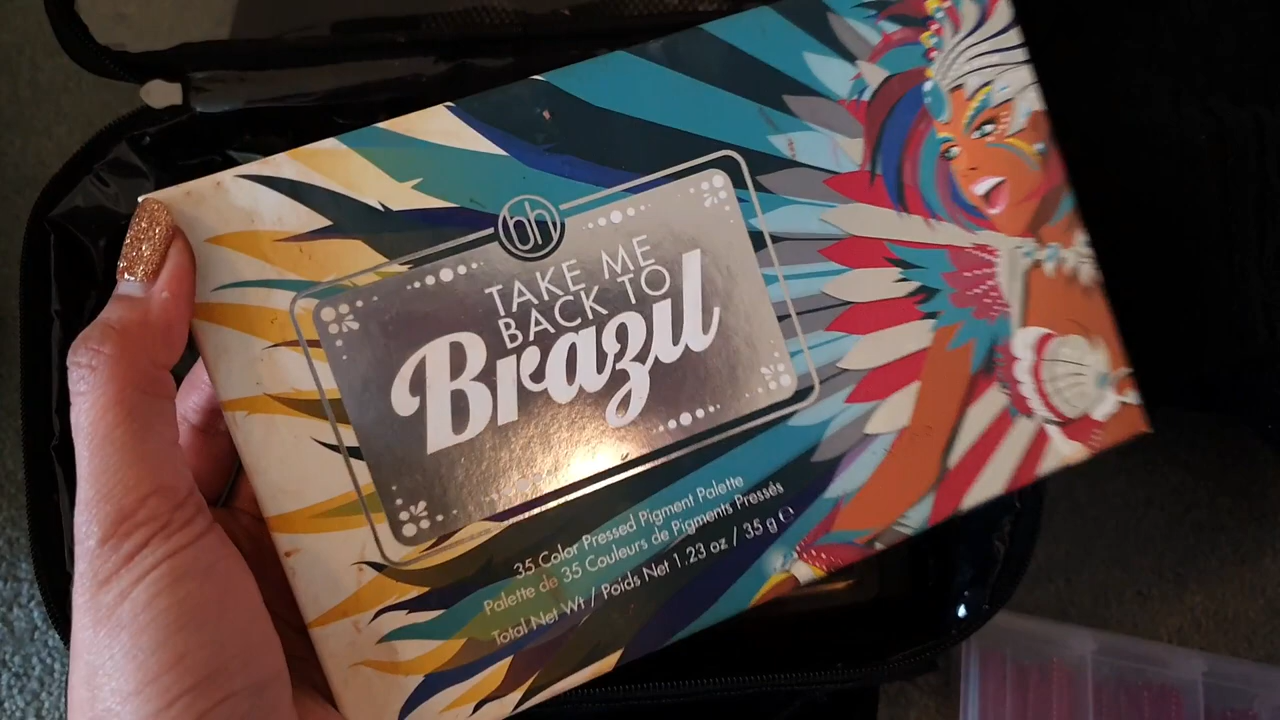 bh
TAKE ME
BACK TO
Brazil
35 Color Pressed Pigment Palette
Palette de 35 Couleurs de Pigments Pressés
Total Net Wt / Poids Net 1.23 oz / 35 g ℮